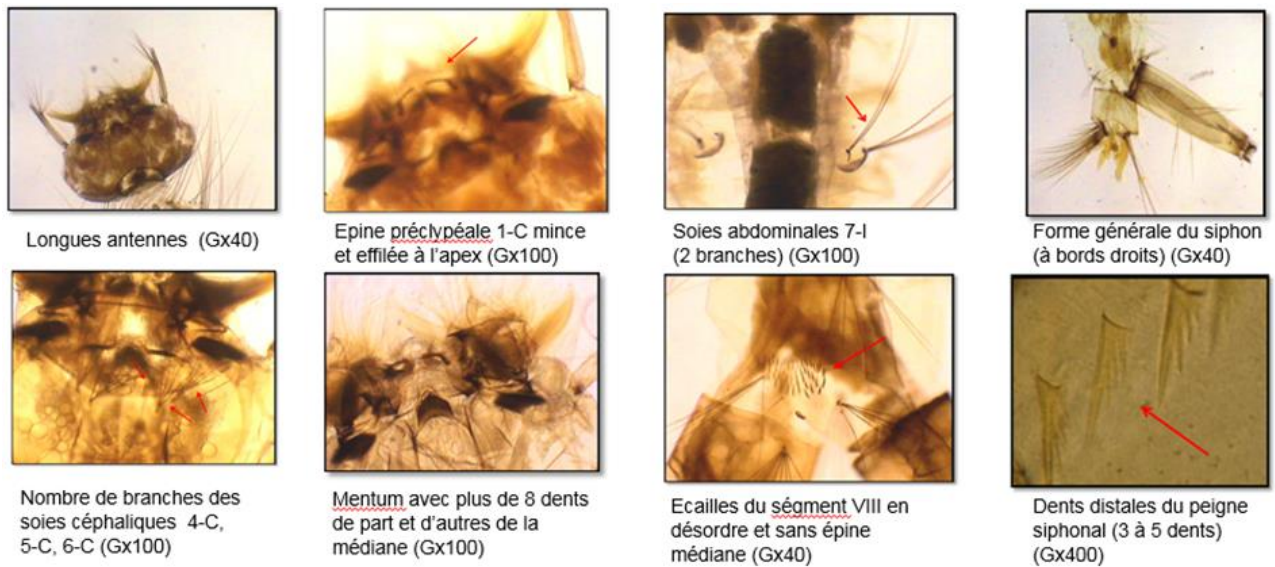 Longues antennes (Gx40)
Epine préclypéale 1-C mince
et effilée à l'apex (Gx100)
Soies abdominales 7-I
(2 branches) (Gx100)
Forme générale du siphon
(à bords droits) (Gx40)
Nombre de branches des
soies céphaliques 4-C,
5-C, 6-C (Gx100)
Mentum avec plus de 8 dents
de part et d'autres de la
médiane (Gx100)
Ecailles du ségment VIII en
désordre et sans épine
médiane (Gx40)
Dents distales du peigne
siphonal (3 à 5 dents)
(Gx400)